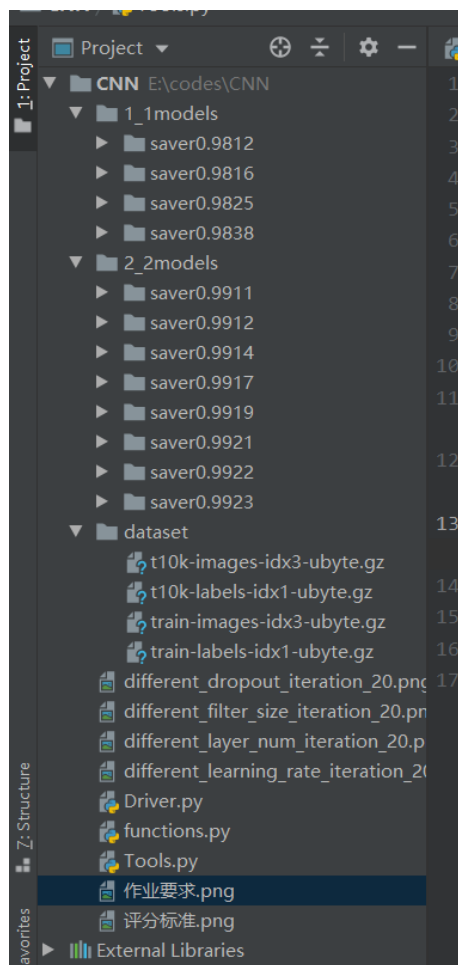 1: Project
Project
CNN E:\codes\CNN
1_1models
saver0.9812
saver0.9816
saver0.9825
saver0.9838
2_2models
saver0.9911
saver0.9912
saver0.9914
saver0.9917
saver0.9919
saver0.9921
saver0.9922
saver0.9923
dataset
t10k-images-idx3-ubyte.gz
t10k-labels-idx1-ubyte.gz
train-images-idx3-ubyte.gz
train-labels-idx1-ubyte.gz
different_dropout_iteration_20.png
different_filter_size_iteration_20.pn
different_layer_num_iteration_20.p
different_learning_rate_iteration_20
Driver.py
functions.py
Tools.py
作业要求.png
评分标准.png
External Libraries
Z: Structure
avorites
1
2
3
4
5
6
7
8
9
10
11
12
13
14
15
16
17